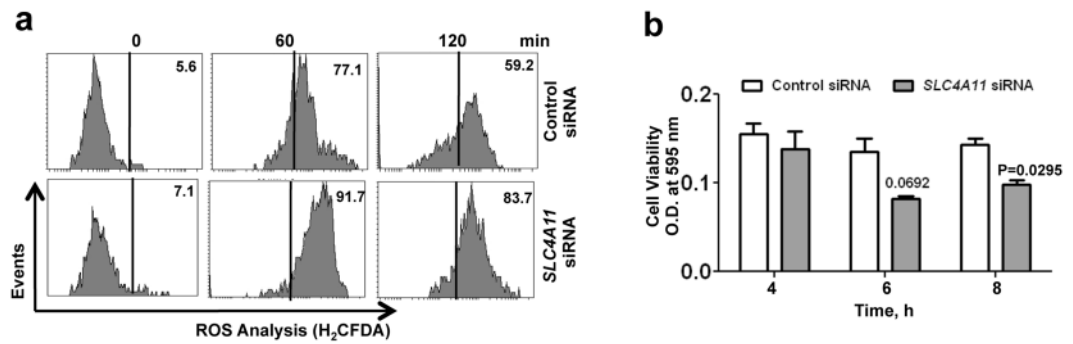 a
0 60 120 min
5.6 77.1 59.2
Control siRNA
7.1 91.7 83.7
SLC4A11 siRNA
Events
ROS Analysis (H₂CFDA)
b
Control siRNA SLC4A11 siRNA
Cell Viability
O.D. at 595 nm
0.2
0.1
0.0
0.0692
P=0.0295
4 6 8
Time, h